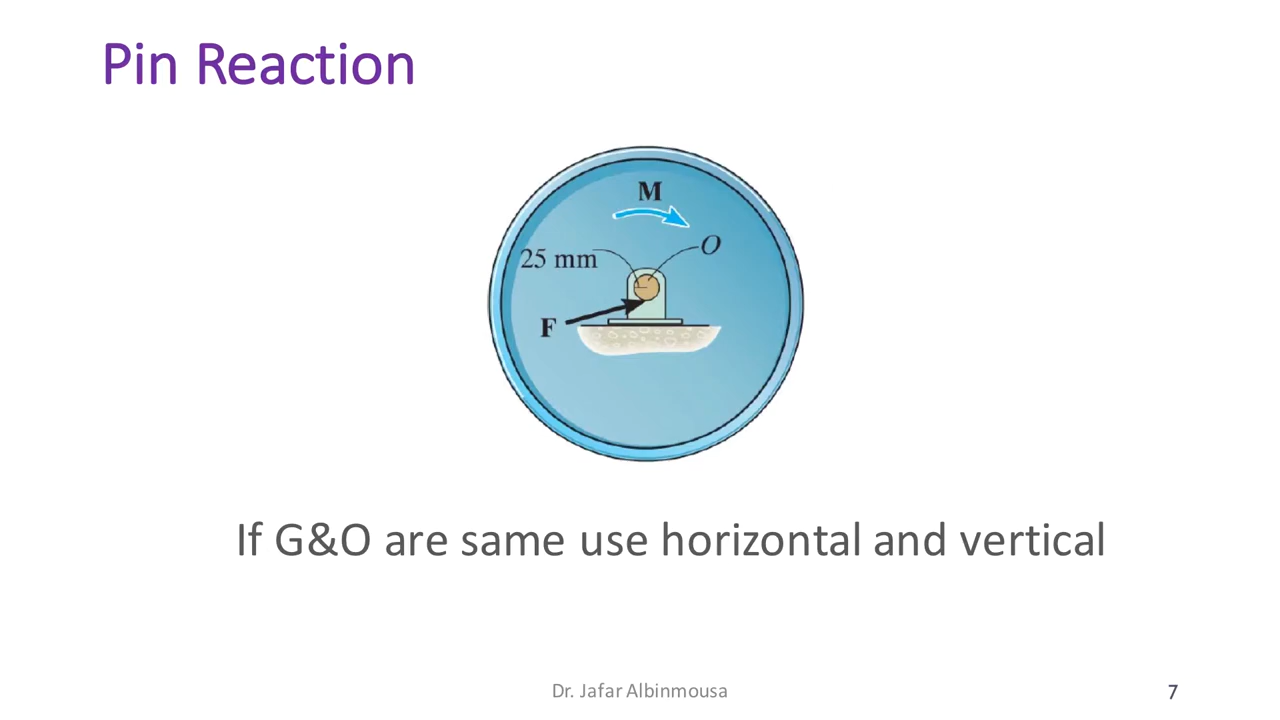 Pin Reaction
M
25 mm
O
F
If G&O are same use horizontal and vertical
Dr. Jafar Albinmousa
7